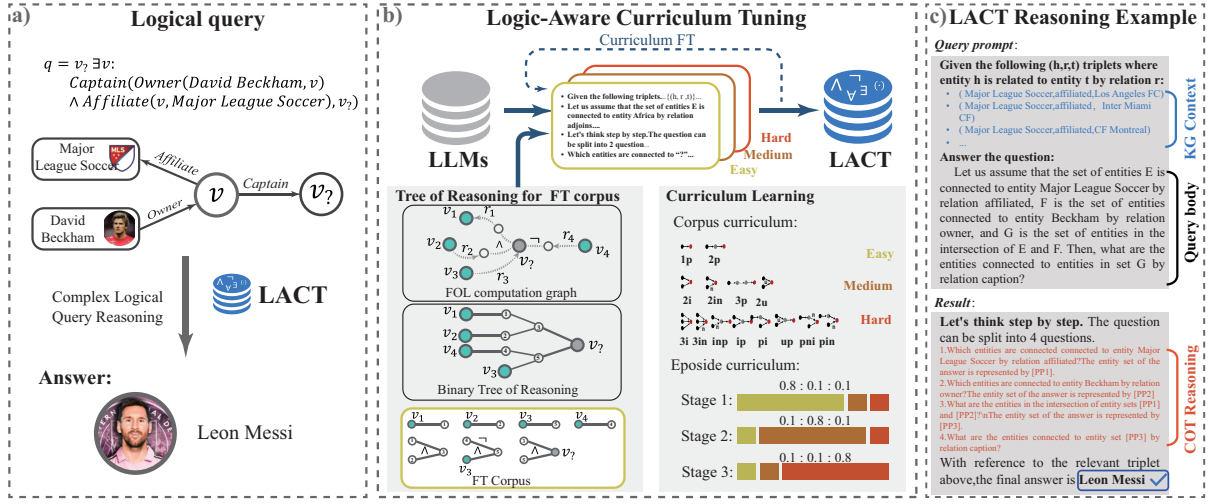 a)
Logical query
q = v? ∃v:
Captain(Owner(David Beckham, v)
∧ Affiliate(v, Major League Soccer), v?)
Major
League Soccer
MLS
Affiliate
v
Captain
v?
Owner
David
Beckham
Complex Logical
Query Reasoning
LACT
Answer:
Leon Messi
b)
Logic-Aware Curriculum Tuning
Curriculum FT
LLMs
• Given the following triplets...{(h, r ,t)}...
• Let us assume that the set of entities E is
connected to entity Africa by relation
adjoins....
• Let's think step by step.The question can
be split into 2 question...
• Which entities are connected to "?"...
Hard
Medium
Easy
LACT
Tree of Reasoning for FT corpus
v1
r1
v2
r2
∧
v?
¬
r4
v4
v3
r3
FOL computation graph
v1
1
v2
2
3
v4
4
5
v?
v3
Binary Tree of Reasoning
v1
v2
v3
v4
∧
¬
∧
v3
∧
v?
FT Corpus
Curriculum Learning
Corpus curriculum:
1p 2p
Easy
2i 2in 3p 2u
Medium
Hard
3i 3in inp ip pi up pni pin
Eposide curriculum:
0.8 : 0.1 : 0.1
Stage 1:
0.1 : 0.8 : 0.1
Stage 2:
0.1 : 0.1 : 0.8
Stage 3:
c)
LACT Reasoning Example
Query prompt:
Given the following (h,r,t) triplets where
entity h is related to entity t by relation r:
• ( Major League Soccer,affiliated,Los Angeles FC)
• ( Major League Soccer,affiliated, Inter Miami
CF)
• ( Major League Soccer,affiliated,CF Montreal)
• ...
KG Context
Answer the question:
Let us assume that the set of entities E is
connected to entity Major League Soccer by
relation affiliated, F is the set of entities
connected to entity Beckham by relation
owner, and G is the set of entities in the
intersection of E and F. Then, what are the
entities connected to entities in set G by
relation caption?
Query body
Result:
Let's think step by step. The question
can be split into 4 questions.
1.Which entities are connected connected to entity Major
League Soccer by relation affiliated?The entity set of the
answer is represented by [PP1].
2.Which entities are connected to entity Beckham by relation
owner?The entity set of the answer is represented by [PP2]
3.What are the entities in the intersection of entity sets [PP1]
and [PP2]?\nThe entity set of the answer is represented by
[PP3].
4.What are the entities connected to entity set [PP3] by
relation caption?
COT Reasoning
With reference to the relevant triplet
above,the final answer is Leon Messi